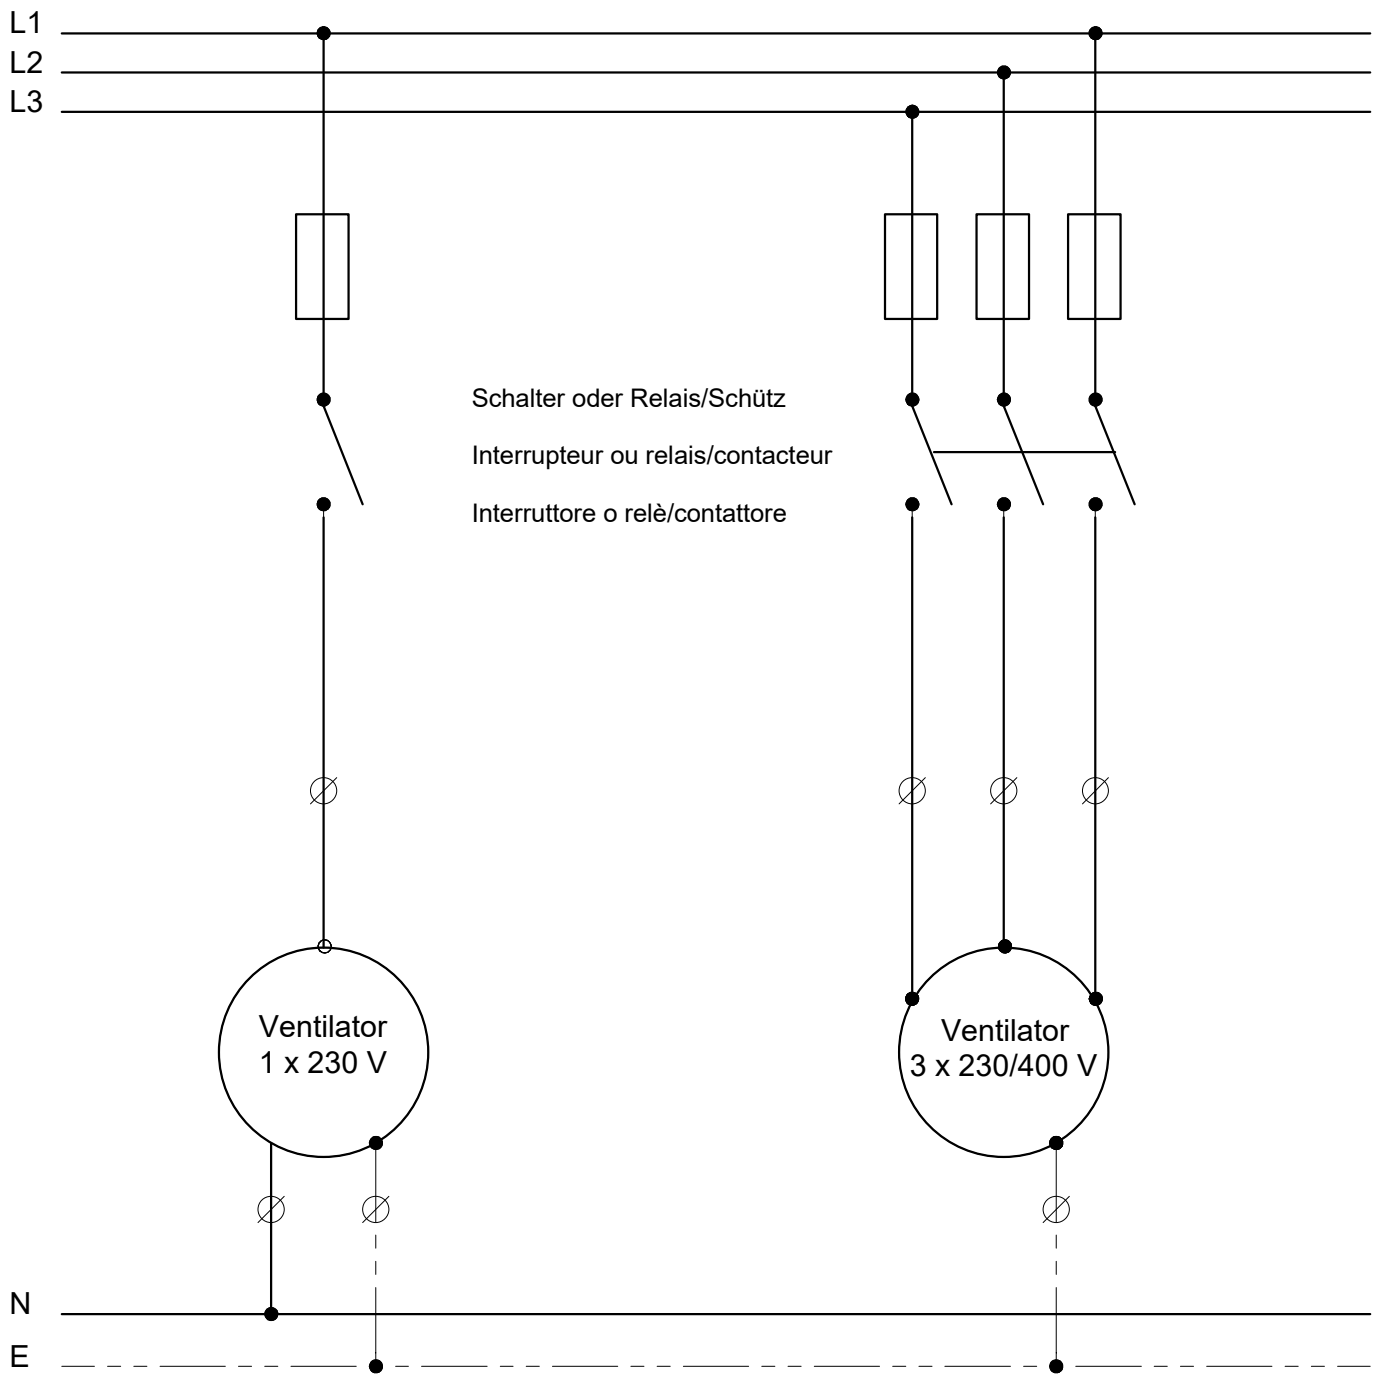 L1
L2
L3
Schalter oder Relais/Schütz
Interrupteur ou relais/contacteur
Interruttore o relè/contattore
Ventilator
1 x 230 V
Ventilator
3 x 230/400 V
N
E